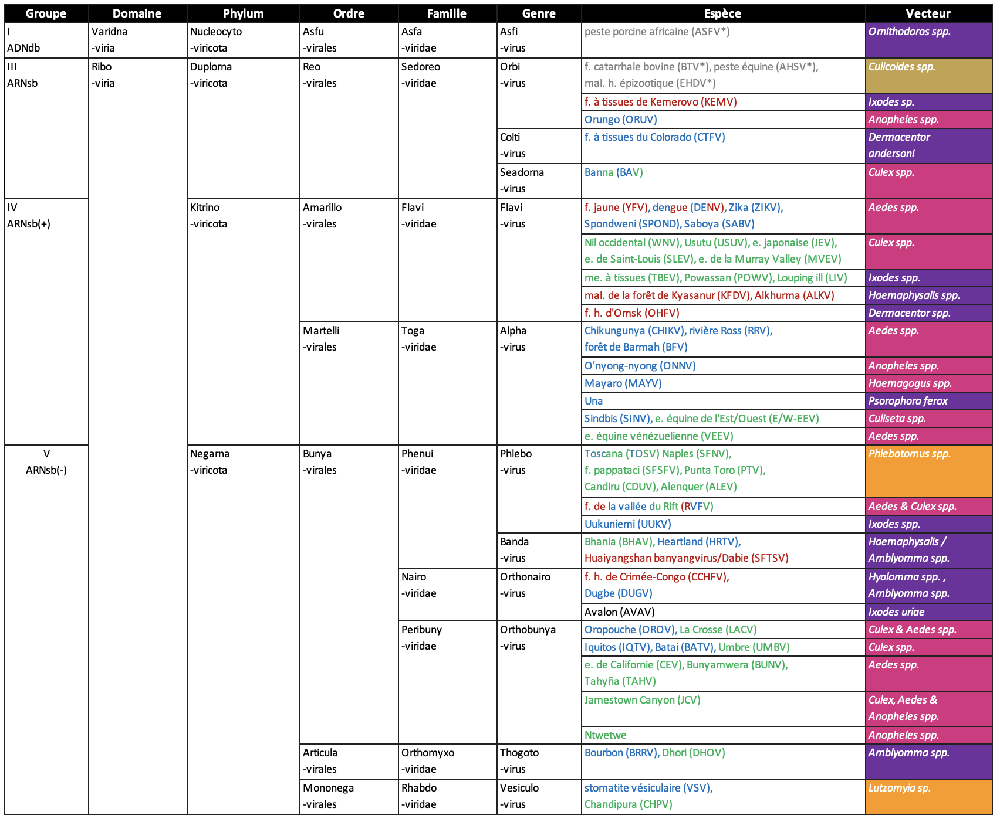 Groupe Domaine Phylum Ordre Famille Genre Espèce Vecteur
I Varidna Nucleocyto Asfu Asfa Asfi peste porcine africaine (ASFV*) Ornithodoros spp.
ADNdb -viria -viricota -virales -viridae -virus
III Ribo Duplorna Reo Sedoreo Orbi f. catarrhale bovine (BTV*), peste équine (AHSV*), Culicoides spp.
ARNsb -viria -viricota -virales -viridae -virus mal. h. épizootique (EHDV*)
f. à tissues de Kemerovo (KEMV) Ixodes sp.
Orungo (ORUV) Anopheles spp.
Colti f. à tissues du Colorado (CTFV) Dermacentor
-virus andersoni
Seadorna Banna (BAV) Culex spp.
-virus
IV Kitrino Amarillo Flavi Flavi f. jaune (YFV), dengue (DENV), Zika (ZIKV), Aedes spp.
ARNsb(+) -viricota -virales -viridae -virus Spondweni (SPOND), Saboya (SABV)
Nil occidental (WNV), Usutu (USUV), e. japonaise (JEV), Culex spp.
e. de Saint-Louis (SLEV), e. de la Murray Valley (MVEV)
me. à tissues (TBEV), Powassan (POWV), Louping ill (LIV) Ixodes spp.
mal. de la forêt de Kyasanur (KFDV), Alkhurma (ALKV) Haemaphysalis spp.
f. h. d'Omsk (OHFV) Dermacentor spp.
Martelli Toga Alpha Chikungunya (CHIKV), rivière Ross (RRV), Aedes spp.
-virales -viridae -virus forêt de Barmah (BFV)
O'nyong-nyong (ONNV) Anopheles spp.
Mayaro (MAYV) Haemagogus spp.
Una Psorophora ferox
Sindbis (SINV), e. équine de l'Est/Ouest (E/W-EEV) Culiseta spp.
e. équine vénézuelienne (VEEV) Aedes spp.
V Negarna Bunya Phenui Phlebo Toscana (TOSV) Naples (SFNV), Phlebotomus spp.
ARNsb(-) -viricota -virales -viridae -virus f. pappataci (SFSFV), Punta Toro (PTV),
Candiru (CDUV), Alenquer (ALEV)
f. de la vallée du Rift (RVFV) Aedes & Culex spp.
Uukuniemi (UUKV) Ixodes spp.
Banda Bhania (BHAV), Heartland (HRTV), Haemaphysalis /
-virus Huaiyangshan banyangvirus/Dabie (SFTSV) Amblyomma spp.
Nairo Orthonairo f. h. de Crimée-Congo (CCHFV), Hyalomma spp. ,
-viridae -virus Dugbe (DUGV) Amblyomma spp.
Avalon (AVAV) Ixodes uriae
Peribuny Orthobunya Oropouche (OROV), La Crosse (LACV) Culex & Aedes spp.
-viridae -virus Iquitos (IQTV), Batai (BATV), Umbre (UMBV) Culex spp.
e. de Californie (CEV), Bunyamwera (BUNV), Aedes spp.
Tahyña (TAHV)
Jamestown Canyon (JCV) Culex, Aedes &
Anopheles spp.
Ntwetwe Anopheles spp.
Articula Orthomyxo Thogoto Bourbon (BRRV), Dhori (DHOV) Amblyomma spp.
-virales -viridae -virus
Mononega Rhabdo Vesiculo stomatite vésiculaire (VSV), Lutzomyia sp.
-virales -viridae -virus Chandipura (CHPV)